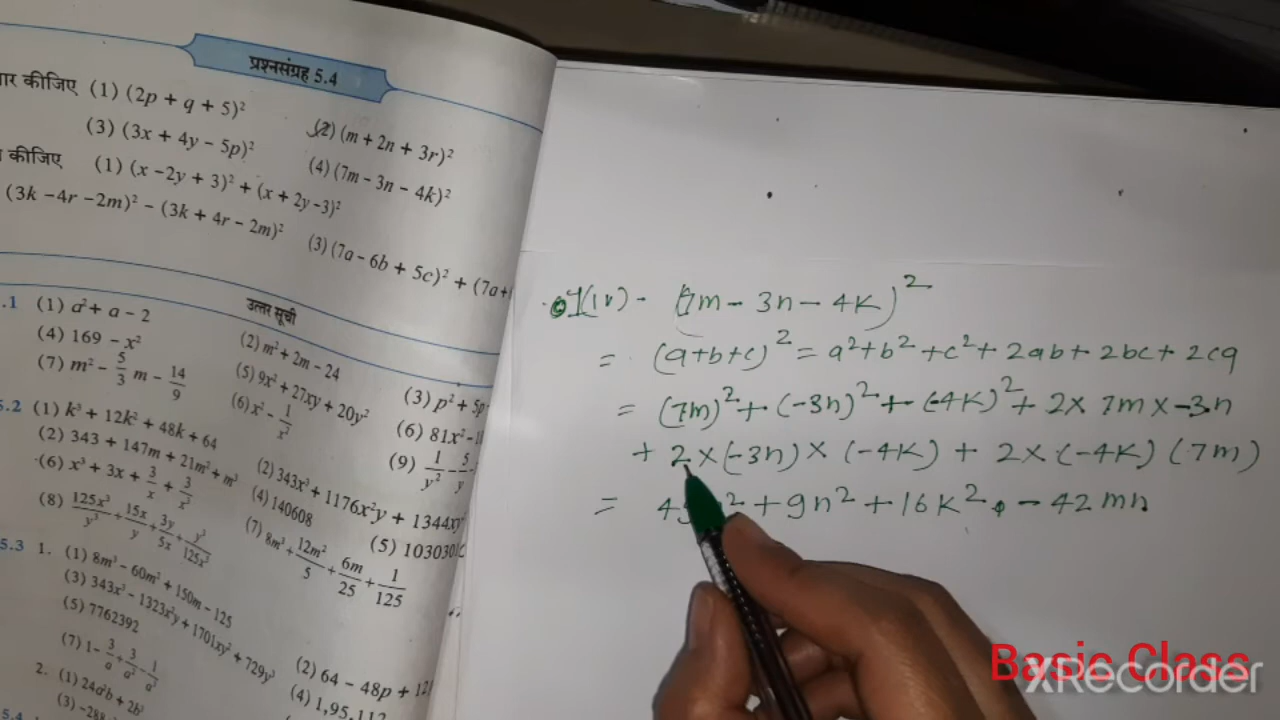 प्रश्नसंग्रह 5.4
कीजिए (1) (2p + q + 5)²
(2) (m + 2n + 3r)²
(3) (3x + 4y − 5p)²
(4) (7m − 3n − 4k)²
कीजिए (1) (x −2y + 3)² + (x + 2y −3)²
(3k −4r −2m)² − (3k + 4r − 2m)²
(3) (7a − 6b + 5c)² + (7a+
उत्तर सूची
.1 (1) a² + a − 2
(2) m² + 2m − 24
(3) p² + 5p
(4) 169 − x²
(5) 9x² + 27xy + 20y²
(6) 81x² −
(7) m² − 5/3 m − 14/9
(6) x² − 1/x²
(9) 1/y² − 5/y
5.2 (1) k³ + 12k² + 48k + 64
(2) 343 + 147m + 21m² + m³
(2) 343x³ + 1176x²y + 1344xy
(4) 140608
(5) 1030301
(6) x³ + 3x + 3/x + 1/x³
(7) 8m³ + 12m²/5 + 6m/25 + 1/125
(8) 125x³/y³ + 15x/y + 3y/5x + y³/125x³
5.3 1. (1) 8m³ − 60m² + 150m − 125
(2) 64 − 48p + 12
(3) 343x³ − 1323x²y + 1701xy² + 729y³
(4) 1,95,112
(5) 7762392
(7) 1 − 3/a + 3/a² − 1/a³
2. (1) 24a²b + 2b³
(3) −288
5.4
(iv) - (7m − 3n − 4k)²
= (a+b+c)² = a²+b²+c²+2ab+2bc+2ca
= (7m)²+(−3n)²+(−4k)²+2×7m×−3n
+ 2×(−3n)×(−4k)+2×(−4k)(7m)
= +9n²+16k² −42mn
Basic Class
XRecorder